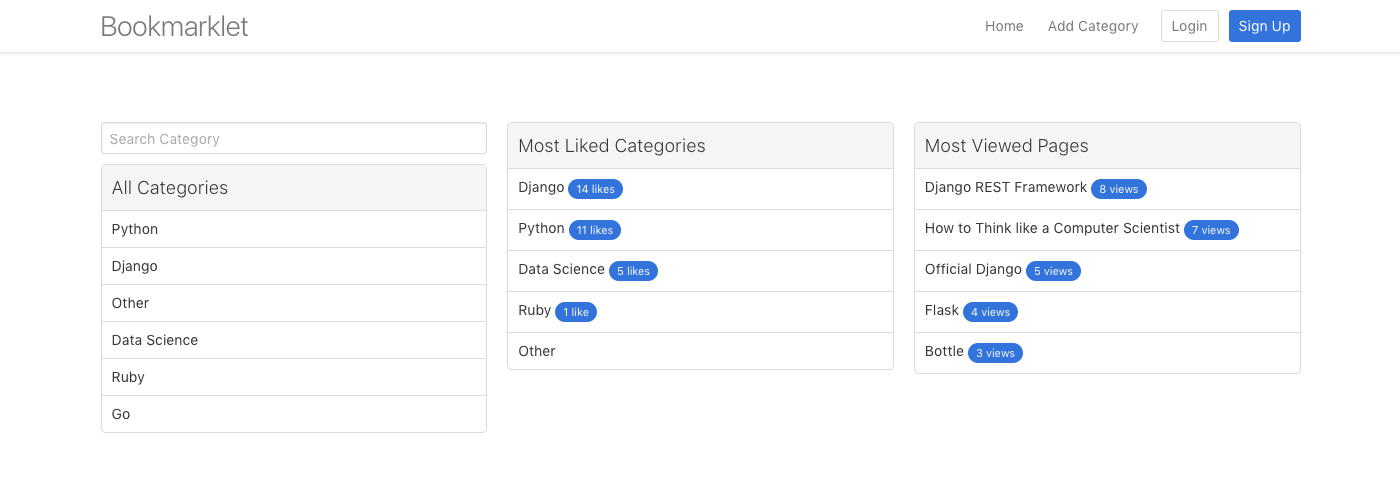 Bookmarklet
Home Add Category Login Sign Up
Search Category
All Categories
Python
Django
Other
Data Science
Ruby
Go
Most Liked Categories
Django 14 likes
Python 11 likes
Data Science 5 likes
Ruby 1 like
Other
Most Viewed Pages
Django REST Framework 8 views
How to Think like a Computer Scientist 7 views
Official Django 5 views
Flask 4 views
Bottle 3 views